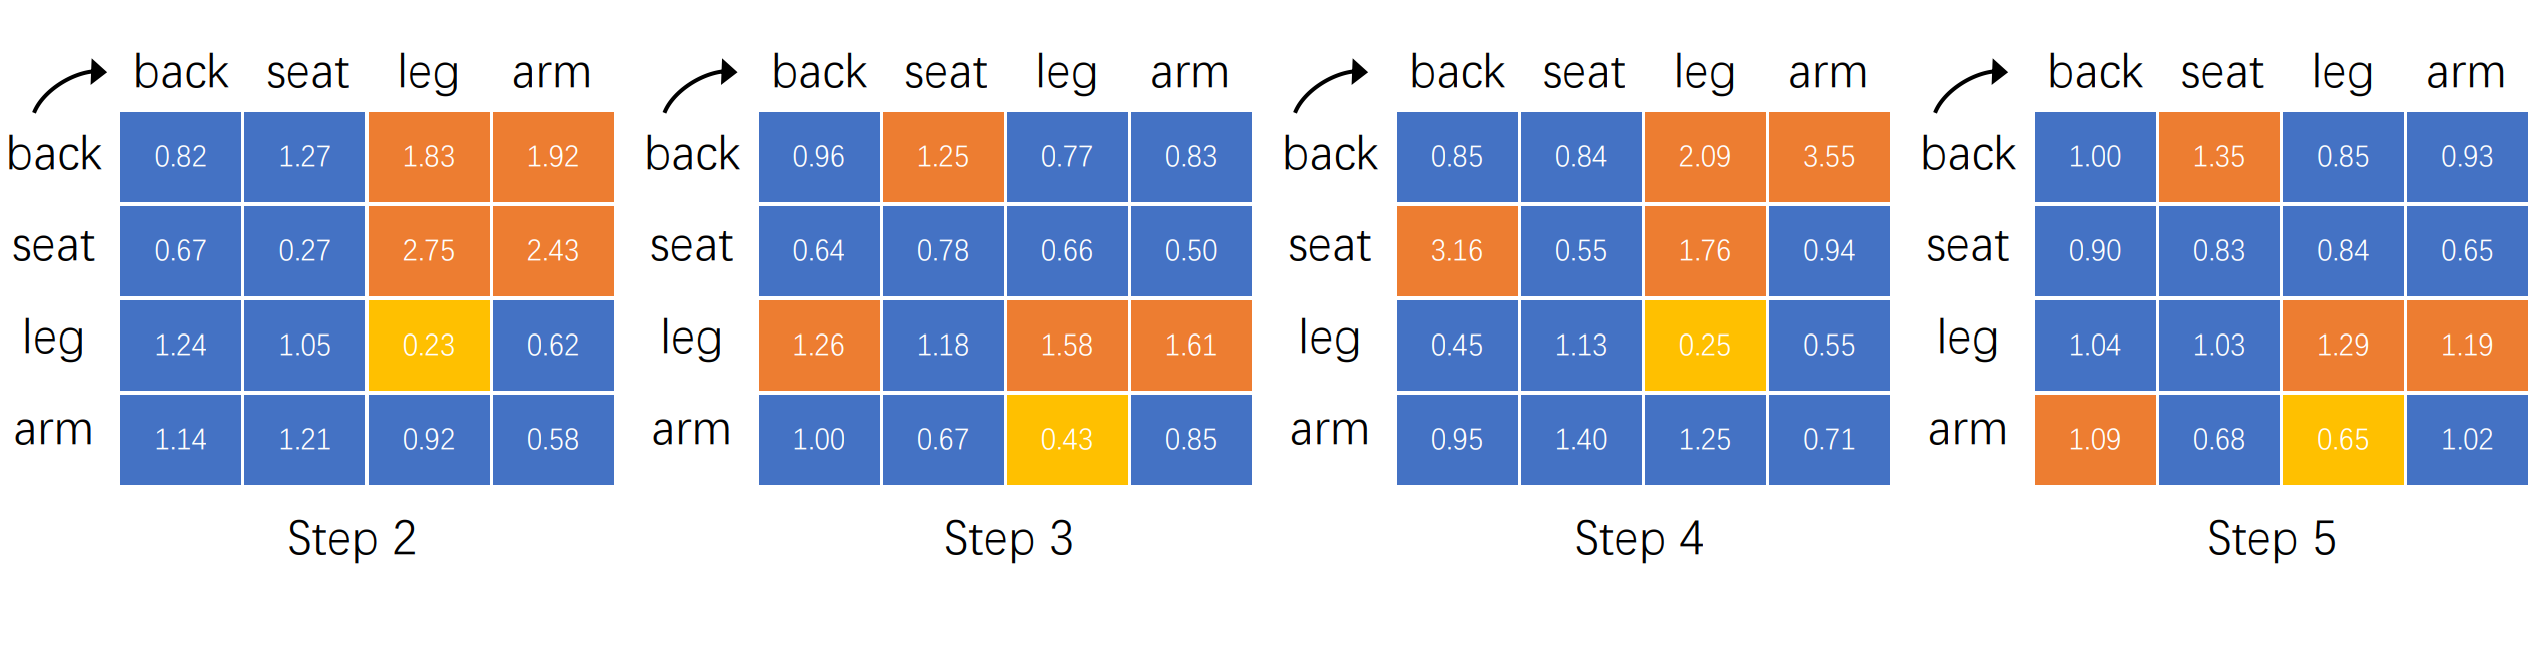 back seat leg arm back seat leg arm back seat leg arm back seat leg arm
back 0.82 1.27 1.83 1.92 back 0.96 1.25 0.77 0.83 back 0.85 0.84 2.09 3.55 back 1.00 1.35 0.85 0.93
seat 0.67 0.27 2.75 2.43 seat 0.64 0.78 0.66 0.50 seat 3.16 0.55 1.76 0.94 seat 0.90 0.83 0.84 0.65
leg 1.24 1.05 0.23 0.62 leg 1.26 1.18 1.58 1.61 leg 0.45 1.13 0.25 0.55 leg 1.04 1.03 1.29 1.19
arm 1.14 1.21 0.92 0.58 arm 1.00 0.67 0.43 0.85 arm 0.95 1.40 1.25 0.71 arm 1.09 0.68 0.65 1.02
Step 2 Step 3 Step 4 Step 5